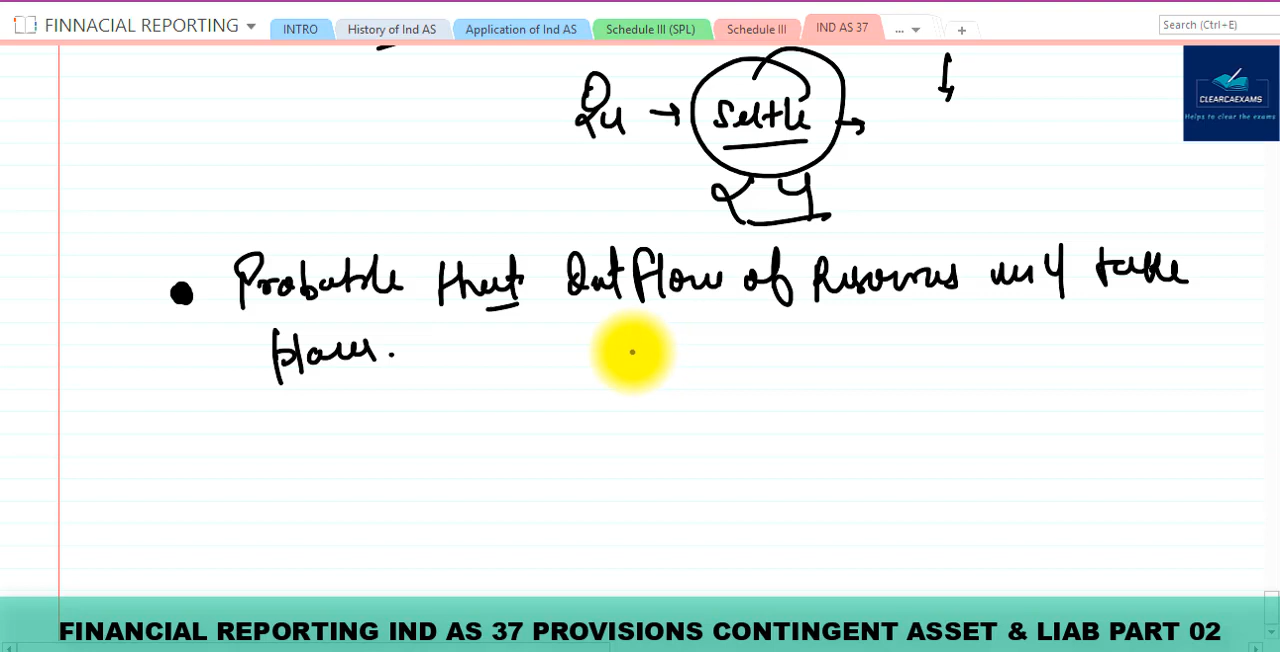 FINNACIAL REPORTING
INTRO
History of Ind AS
Application of Ind AS
Schedule III (SPL)
Schedule III
IND AS 37
...
+
Search (Ctrl+E)
CLEARCAEXAMS
Helps to clear the exams
→ Settle →
24
• Probable that Outflow of Resources will take
place.
FINANCIAL REPORTING IND AS 37 PROVISIONS CONTINGENT ASSET & LIAB PART 02